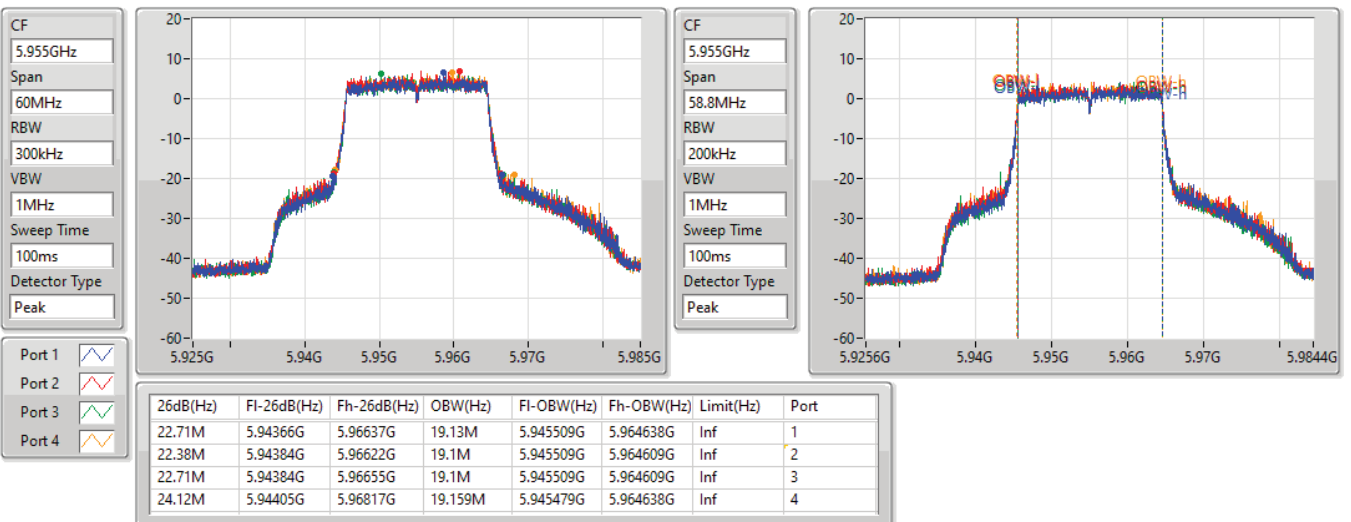 CF
5.955GHz
Span
60MHz
RBW
300kHz
VBW
1MHz
Sweep Time
100ms
Detector Type
Peak
20
10
0
-10
-20
-30
-40
-50
-60
5.925G 5.94G 5.95G 5.96G 5.97G 5.985G
CF
5.955GHz
Span
58.8MHz
RBW
200kHz
VBW
1MHz
Sweep Time
100ms
Detector Type
Peak
20
10
0
-10
-20
-30
-40
-50
-60
OBW-l OBW-h
5.9256G 5.94G 5.95G 5.96G 5.97G 5.9844G
Port 1
Port 2
Port 3
Port 4
26dB(Hz) Fl-26dB(Hz) Fh-26dB(Hz) OBW(Hz) Fl-OBW(Hz) Fh-OBW(Hz) Limit(Hz) Port
22.71M 5.94366G 5.96637G 19.13M 5.945509G 5.964638G Inf 1
22.38M 5.94384G 5.96622G 19.1M 5.945509G 5.964609G Inf 2
22.71M 5.94384G 5.96655G 19.1M 5.945509G 5.964609G Inf 3
24.12M 5.94405G 5.96817G 19.159M 5.945479G 5.964638G Inf 4